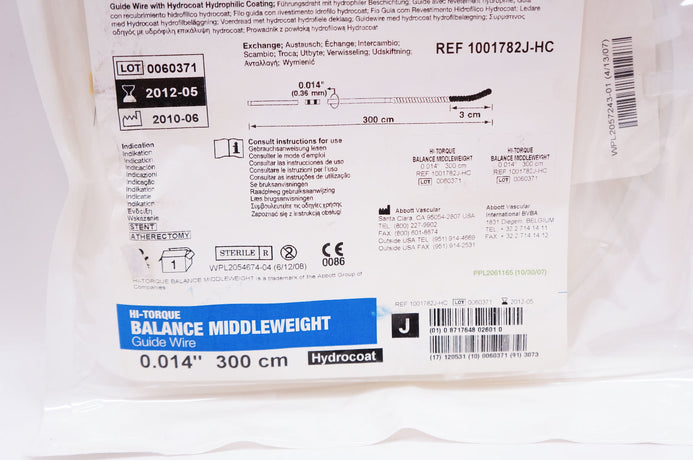 Guide Wire with Hydrocoat Hydrophilic Coating; Führungsdraht mit hydrophiler Beschichtung; Guide avec revêtement hydrophile
con recubrimiento hidrofílico hydrocoat; Filo guida con rivestimento idrofilico hydrocoat; Fio Guia com Revestimento Hidrofílico Hydrocoat; Ledare
med Hydrocoat hydrofilbeläggning; Voerdraad met hydrocoat hydrofiele deklaag; Guidewire med hydrocoat hydrofilbelægning; Συρμάτινος
οδηγός με υδρόφιλη επικάλυψη hydrocoat; Prowadnik z powłoką hydrofilową Hydrocoat
Exchange; Austausch; Échange; Intercambio;
Scambio; Troca; Utbyte; Verwisseling; Udskiftning;
Ανταλλαγή; Wymienić
REF 1001782J-HC
LOT 0060371
2012-05
2010-06
0.014"
(0.36 mm)
3 cm
300 cm
Indication
Indikation
Indication
Indicación
Indicazioni
Indicação
Indikation
Indicatie
Indikation
Ένδειξη
Wskazanie
STENT
ATHERECTOMY
i
Consult instructions for use
Gebrauchsanweisung lesen
Consulter le mode d'emploi
Consultar las instrucciones de uso
Consultare le istruzioni per l'uso
Consultar as instruções de utilização
Se bruksanvisningen
Raadpleeg gebruiksaanwijzing
Læs brugsanvisningen
Συμβουλευτείτε τις οδηγίες χρήσης
Zapoznać się z instrukcją obsługi
HI-TORQUE
BALANCE MIDDLEWEIGHT
0.014" 300 cm
REF 1001782J-HC
LOT 0060371
HI-TORQUE
BALANCE MIDDLEWEIGHT
0.014" 300 cm
REF 1001782J-HC
LOT 0060371
Abbott Vascular
Santa Clara, CA 95054-2807 USA
TEL (800) 227-9902
FAX (800) 601-8874
Outside USA TEL (951) 914-4669
Outside USA FAX (951) 914-2531
Abbott Vascular
International BVBA
1831 Diegem, BELGIUM
TEL + 32 2 714 14 11
FAX + 32 2 714 14 12
1
STERILE R
2
CE
0086
WPL2054674-04 (6/12/08)
HI-TORQUE BALANCE MIDDLEWEIGHT is a trademark of the Abbott Group of
Companies.
PPL2061165 (10/30/07)
WPL2057243-01 (4/13/07)
HI-TORQUE
BALANCE MIDDLEWEIGHT
Guide Wire
0.014" 300 cm
Hydrocoat
J
REF 1001782J-HC LOT 0060371 2012-05
(01) 0 8717648 02601 0
(17) 120531 (10) 0060371 (91) 3073